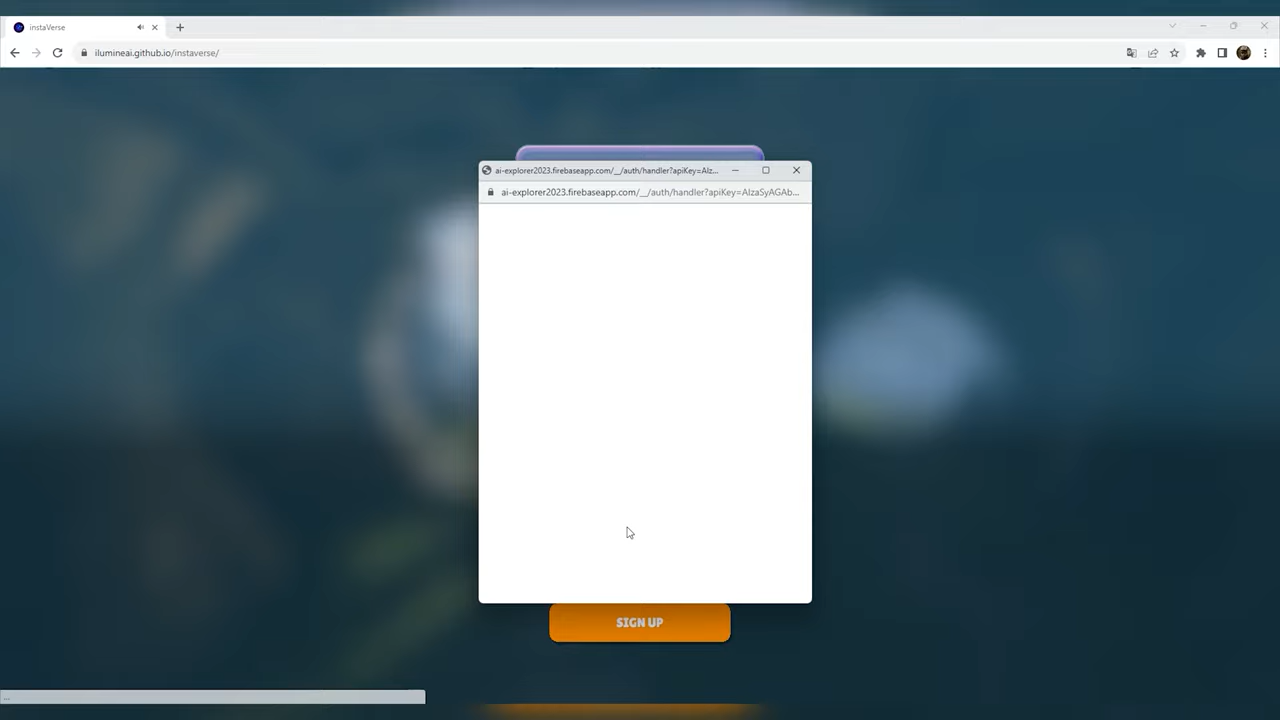 instaVerse
ilumineai.github.io/instaverse/
ai-explorer2023.firebaseapp.com/__/auth/handler?apiKey=AIz...
ai-explorer2023.firebaseapp.com/__/auth/handler?apiKey=AIzaSyAGAb...
SIGN UP
...